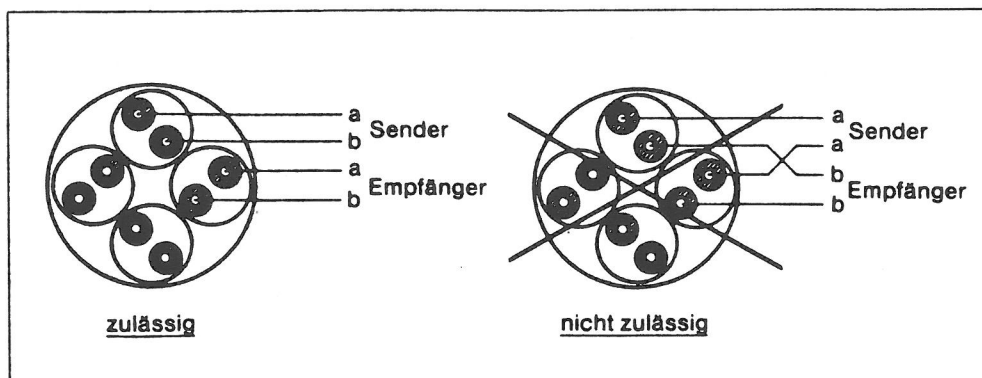 a
b
Sender
a
b
Empfänger
zulässig
a
a
Sender
b
b
Empfänger
nicht zulässig